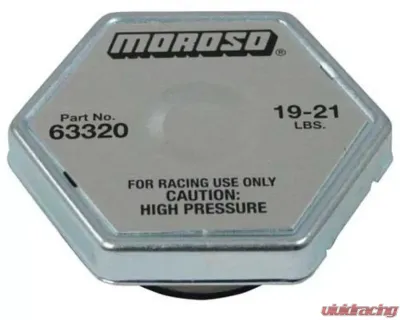 MOROSO®
Part No.
63320
19-21
LBS.
FOR RACING USE ONLY
CAUTION:
HIGH PRESSURE
vividracing